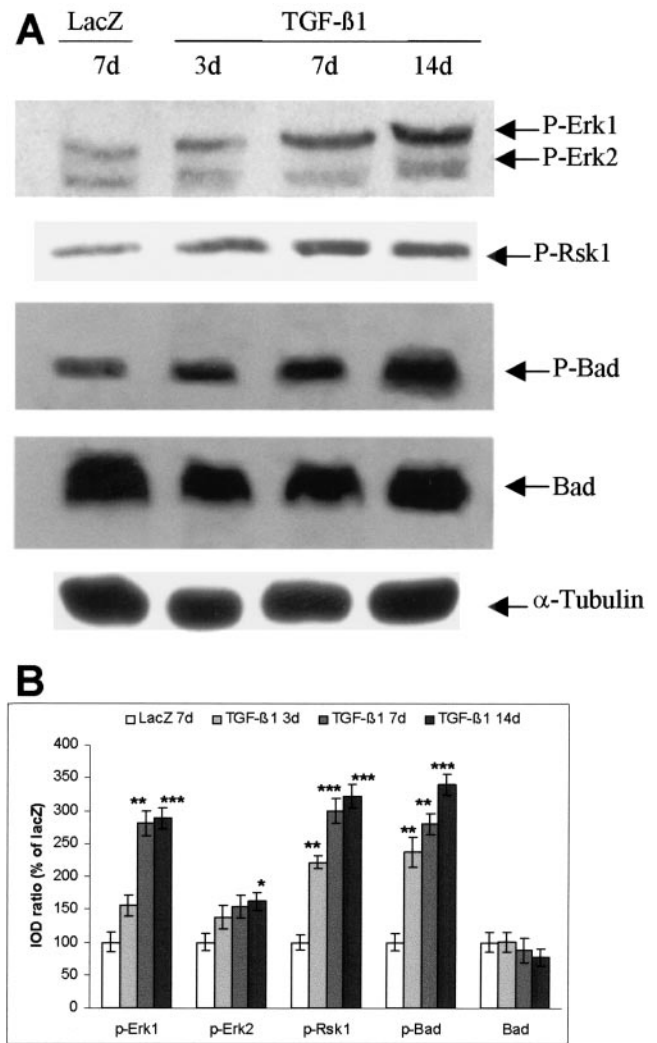 A
LacZ TGF-ß1
7d 3d 7d 14d
P-Erk1
P-Erk2
P-Rsk1
P-Bad
Bad
α-Tubulin
B
LacZ 7d TGF-ß1 3d TGF-ß1 7d TGF-ß1 14d
IOD ratio (% of lacZ)
400
350
300
250
200
150
100
50
0
** ***
*
** *** ***
** ** ***
p-Erk1 p-Erk2 p-Rsk1 p-Bad Bad